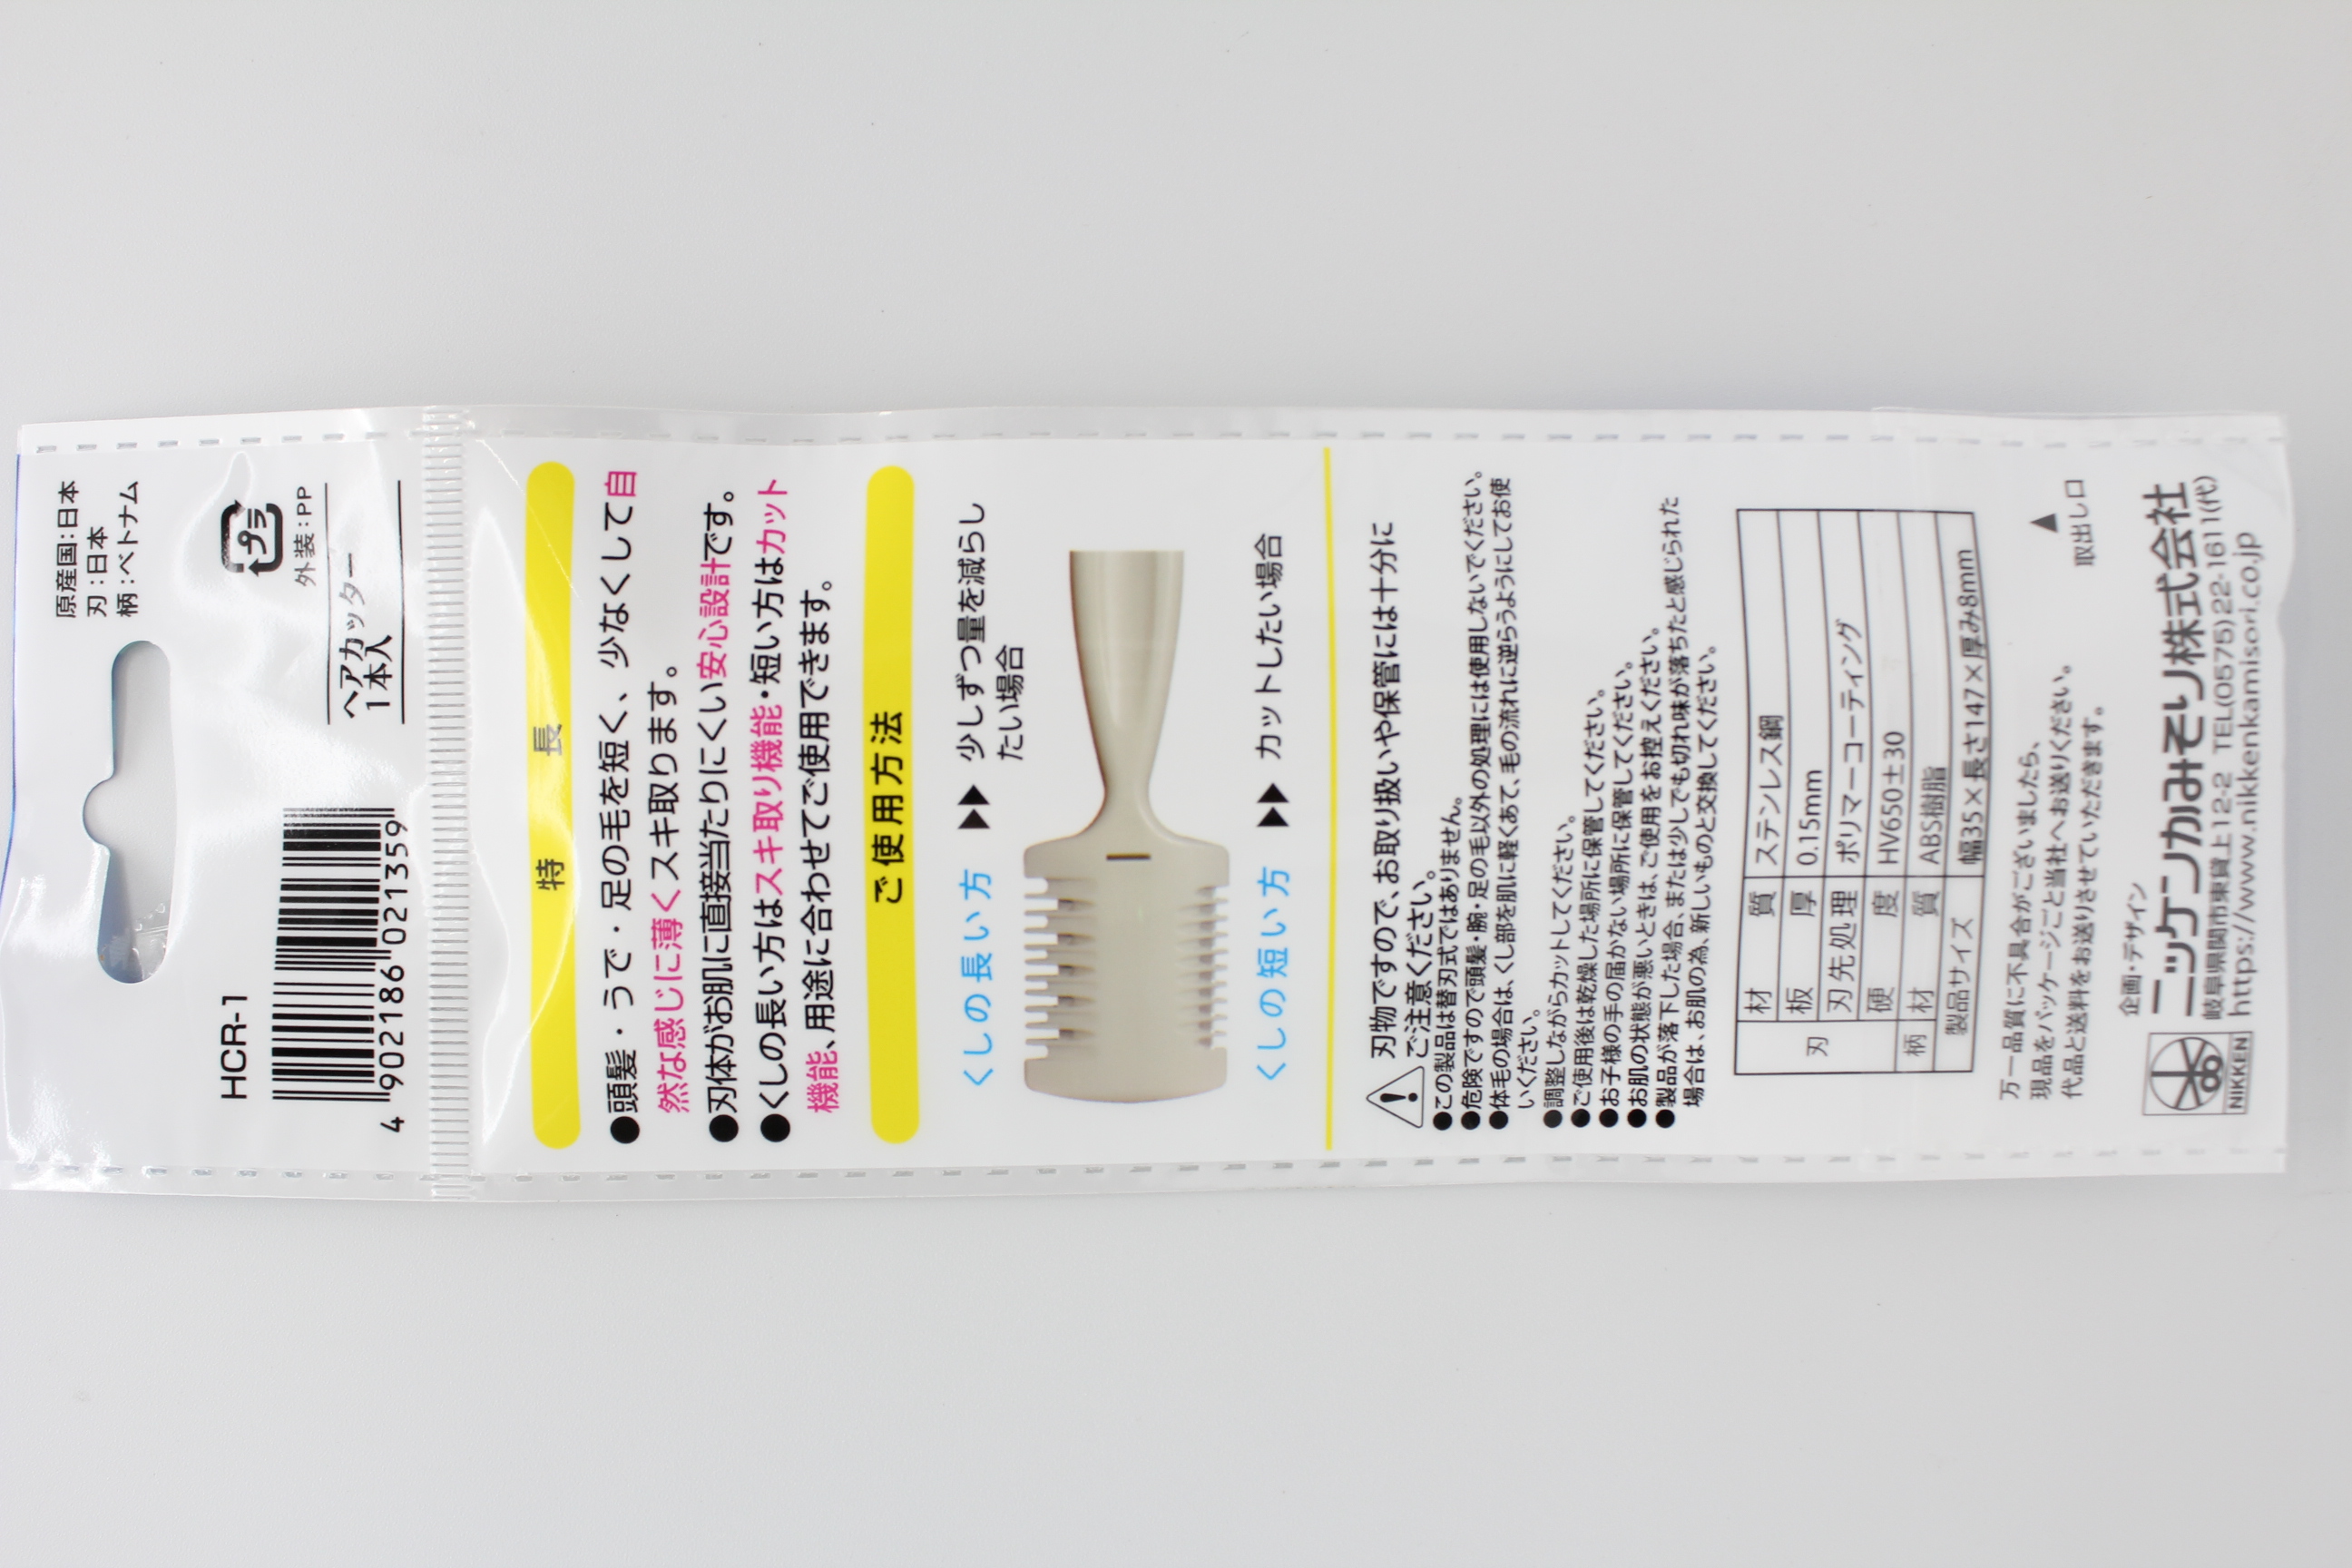 原産国:日本
刃:日本
柄:ベトナム
プラ
外装:PP
HCR-1
ヘアカッター
1本入
4 902186 021359
特 長
●頭髪・うで・足の毛を短く、少なくして自
然な感じに薄くスキ取ります。
●刃体がお肌に直接当たりにくい安心設計です。
●くしの長い方はスキ取り機能・短い方はカット
機能、用途に合わせてご使用できます。
ご使用方法
くしの長い方 ▶▶ 少しずつ量を減らし
たい場合
くしの短い方 ▶▶ カットしたい場合
刃物ですので、お取り扱いや保管には十分に
ご注意ください。
●この製品は替刃式ではありません。
●危険ですので頭髪・腕・足の毛以外の処理には使用しないでください。
●体毛の場合は、くし部を肌に軽くあて、毛の流れに逆らうようにしてお使
いください。
●調整しながらカットしてください。
●ご使用後は乾燥した場所に保管してください。
●お子様の手の届かない場所に保管してください。
●お肌の状態が悪いときは、ご使用をお控えください。
●製品が落下した場合、または少しでも切れ味が落ちたと感じられた
場合は、お肌の為、新しいものと交換してください。
刃 材質 ステンレス鋼
板厚 0.15mm
刃先処理 ポリマーコーティング
硬度 HV650±30
柄 材質 ABS樹脂
製品サイズ 幅35×長さ147×厚み8mm
万一品質に不具合がございましたら、
現品をパッケージごと当社へお送りください。
代品と送料をお送りさせていただきます。
▲
取出し口
企画・デザイン
ニッケンかみそり株式会社
岐阜県関市東貸上12-2 TEL(0575)22-1611(代)
https://www.nikkenkamisori.co.jp
NIKKEN